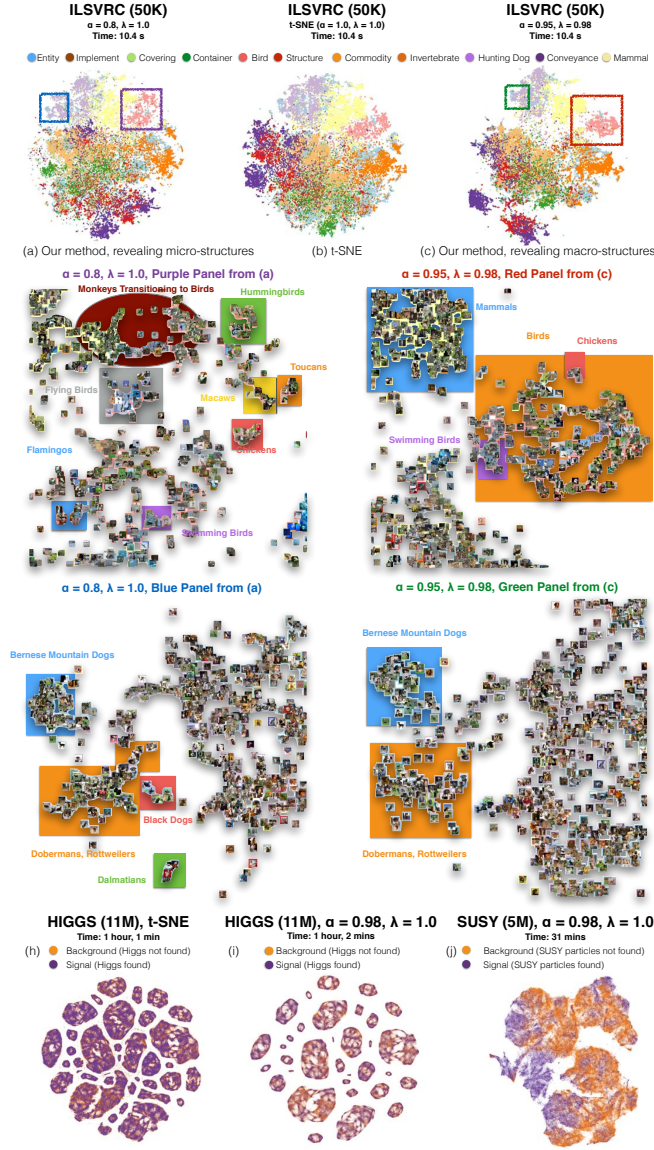 ILSVRC (50K)
α = 0.8, λ = 1.0
Time: 10.4 s
ILSVRC (50K)
t-SNE (α = 1.0, λ = 1.0)
Time: 10.4 s
ILSVRC (50K)
α = 0.95, λ = 0.98
Time: 10.4 s
Entity Implement Covering Container Bird Structure Commodity Invertebrate Hunting Dog Conveyance Mammal
(a) Our method, revealing micro-structures
(b) t-SNE
(c) Our method, revealing macro-structures
α = 0.8, λ = 1.0, Purple Panel from (a)
Monkeys Transitioning to Birds
Hummingbirds
Toucans
Flying Birds
Macaws
Chickens
Flamingos
Swimming Birds
α = 0.95, λ = 0.98, Red Panel from (c)
Mammals
Birds
Chickens
Swimming Birds
α = 0.8, λ = 1.0, Blue Panel from (a)
Bernese Mountain Dogs
Black Dogs
Dobermans, Rottweilers
Dalmatians
α = 0.95, λ = 0.98, Green Panel from (c)
Bernese Mountain Dogs
Dobermans, Rottweilers
HIGGS (11M), t-SNE
Time: 1 hour, 1 min
(h)
Background (Higgs not found)
Signal (Higgs found)
HIGGS (11M), α = 0.98, λ = 1.0
Time: 1 hour, 2 mins
(i)
Background (Higgs not found)
Signal (Higgs found)
SUSY (5M), α = 0.98, λ = 1.0
Time: 31 mins
(j)
Background (SUSY particles not found)
Signal (SUSY particles found)